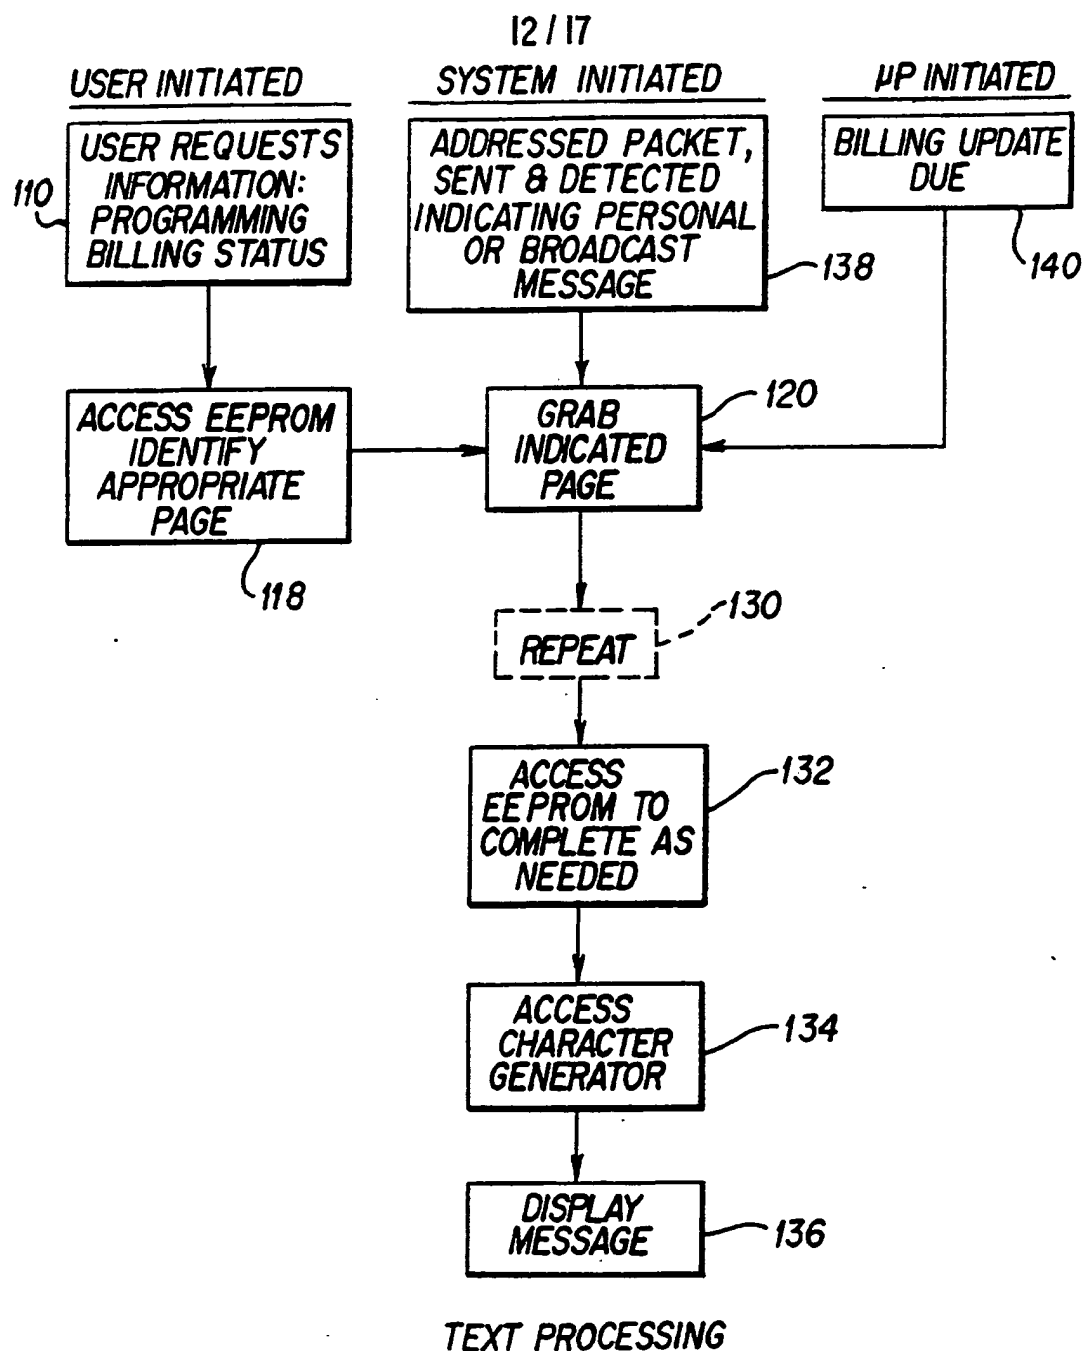 12/17
USER INITIATED
SYSTEM INITIATED
µP INITIATED
USER REQUESTS
INFORMATION:
PROGRAMMING
BILLING STATUS
110
ADDRESSED PACKET,
SENT & DETECTED
INDICATING PERSONAL
OR BROADCAST
MESSAGE
138
BILLING UPDATE
DUE
140
ACCESS EEPROM
IDENTIFY
APPROPRIATE
PAGE
118
GRAB
INDICATED
PAGE
120
REPEAT
130
ACCESS
EEPROM TO
COMPLETE AS
NEEDED
132
ACCESS
CHARACTER
GENERATOR
134
DISPLAY
MESSAGE
136
TEXT PROCESSING